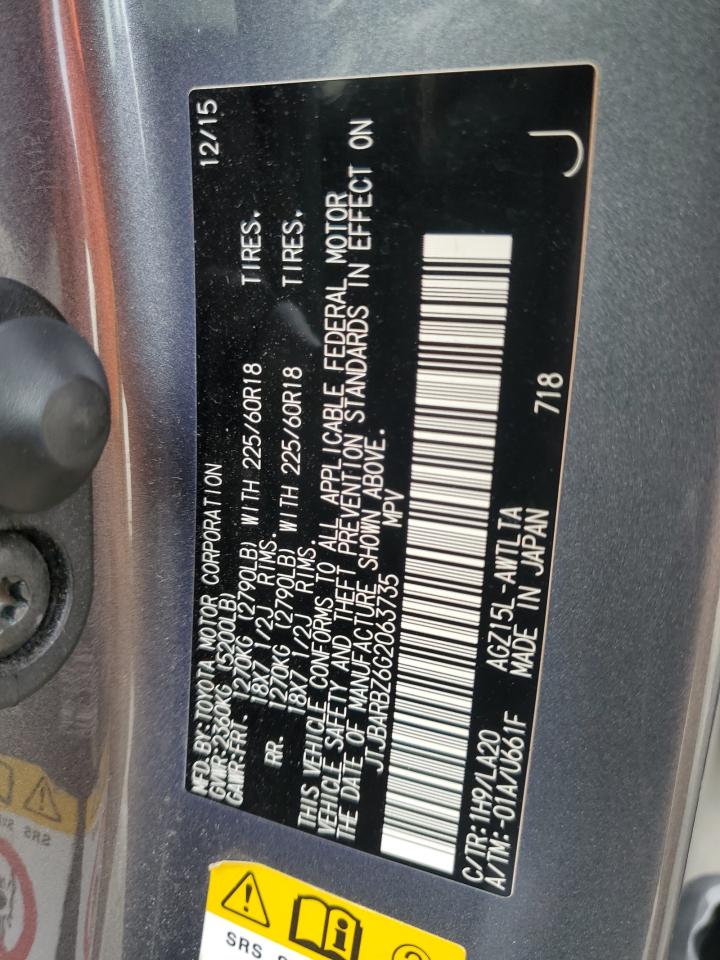 MFD. BY: TOYOTA MOTOR CORPORATION 12/15
GVWR: 2360KG (5200LB)
GAWR: FRT. 1270KG (2790LB) WITH 225/60R18 TIRES.
18X7 1/2J RIMS.
RR. 1270KG (2790LB) WITH 225/60R18 TIRES.
18X7 1/2J RIMS.
THIS VEHICLE CONFORMS TO ALL APPLICABLE FEDERAL MOTOR
VEHICLE SAFETY AND THEFT PREVENTION STANDARDS IN EFFECT ON
THE DATE OF MANUFACTURE SHOWN ABOVE.
JTJBARBZ6G2063735 MPV
C/TR: 1H9/LA20 AGZ15L-AWTLTA 718
A/TM: -01A/U661F MADE IN JAPAN
J
SRS
SRS